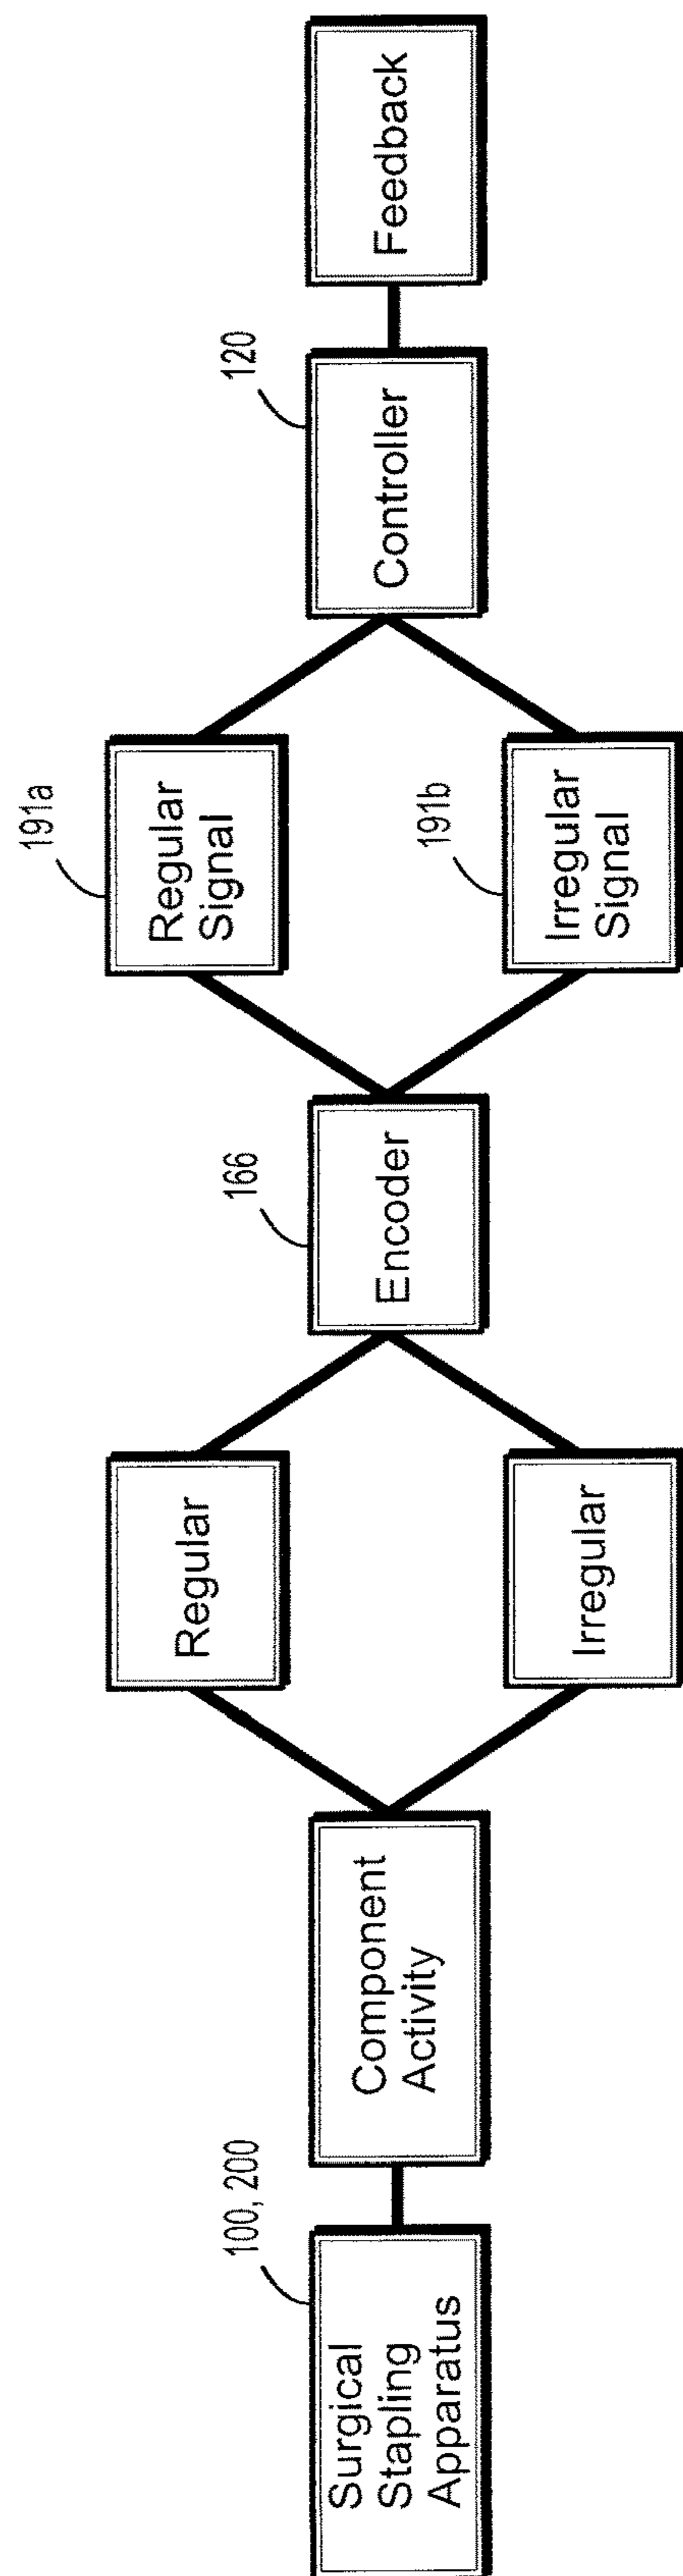 100, 200
Surgical
Stapling
Apparatus
Component
Activity
Regular
Irregular
166
Encoder
191a
Regular
Signal
191b
Irregular
Signal
120
Controller
Feedback